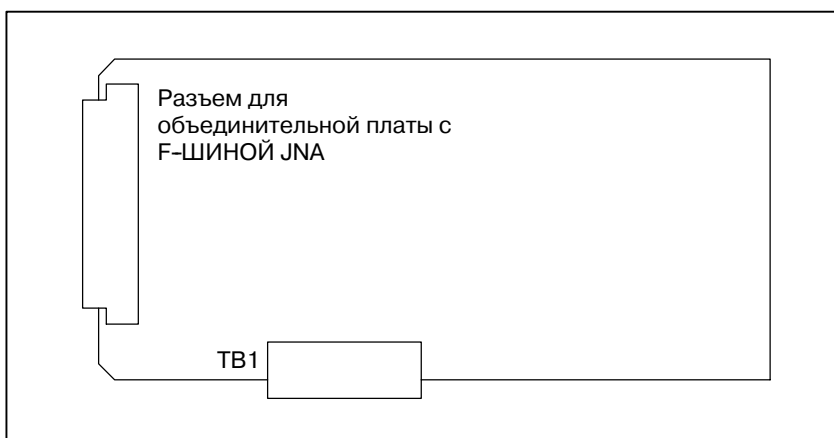 Разъем для
объединительной платы с
F-ШИНОЙ JNA
TB1